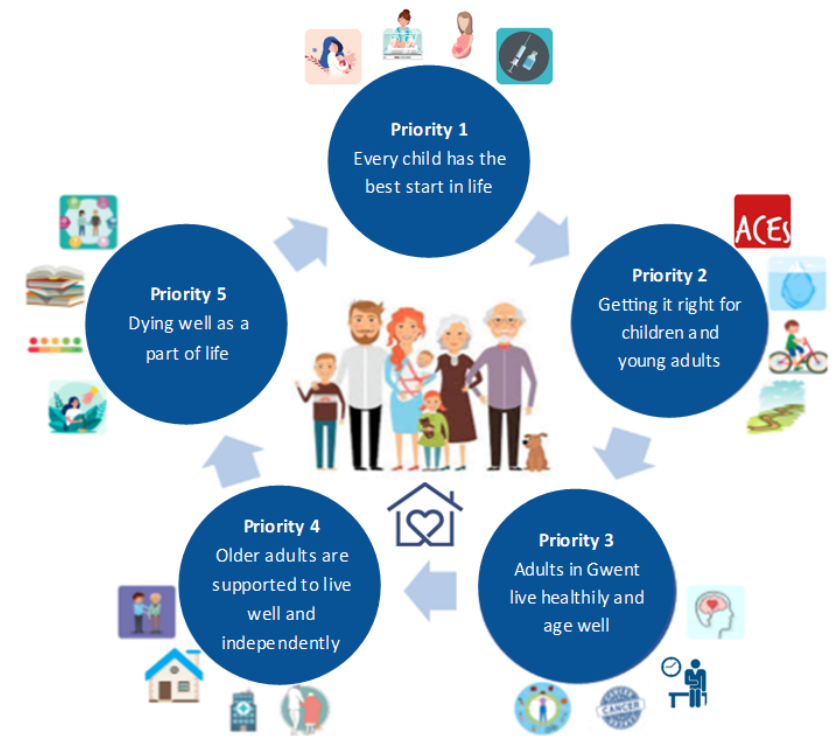 Priority 1
Every child has the
best start in life
ACEs
Priority 2
Getting it right for
children and
young adults
Priority 3
Adults in Gwent
live healthily and
age well
CANCER
Priority 4
Older adults are
supported to live
well and
independently
Priority 5
Dying well as a
part of life